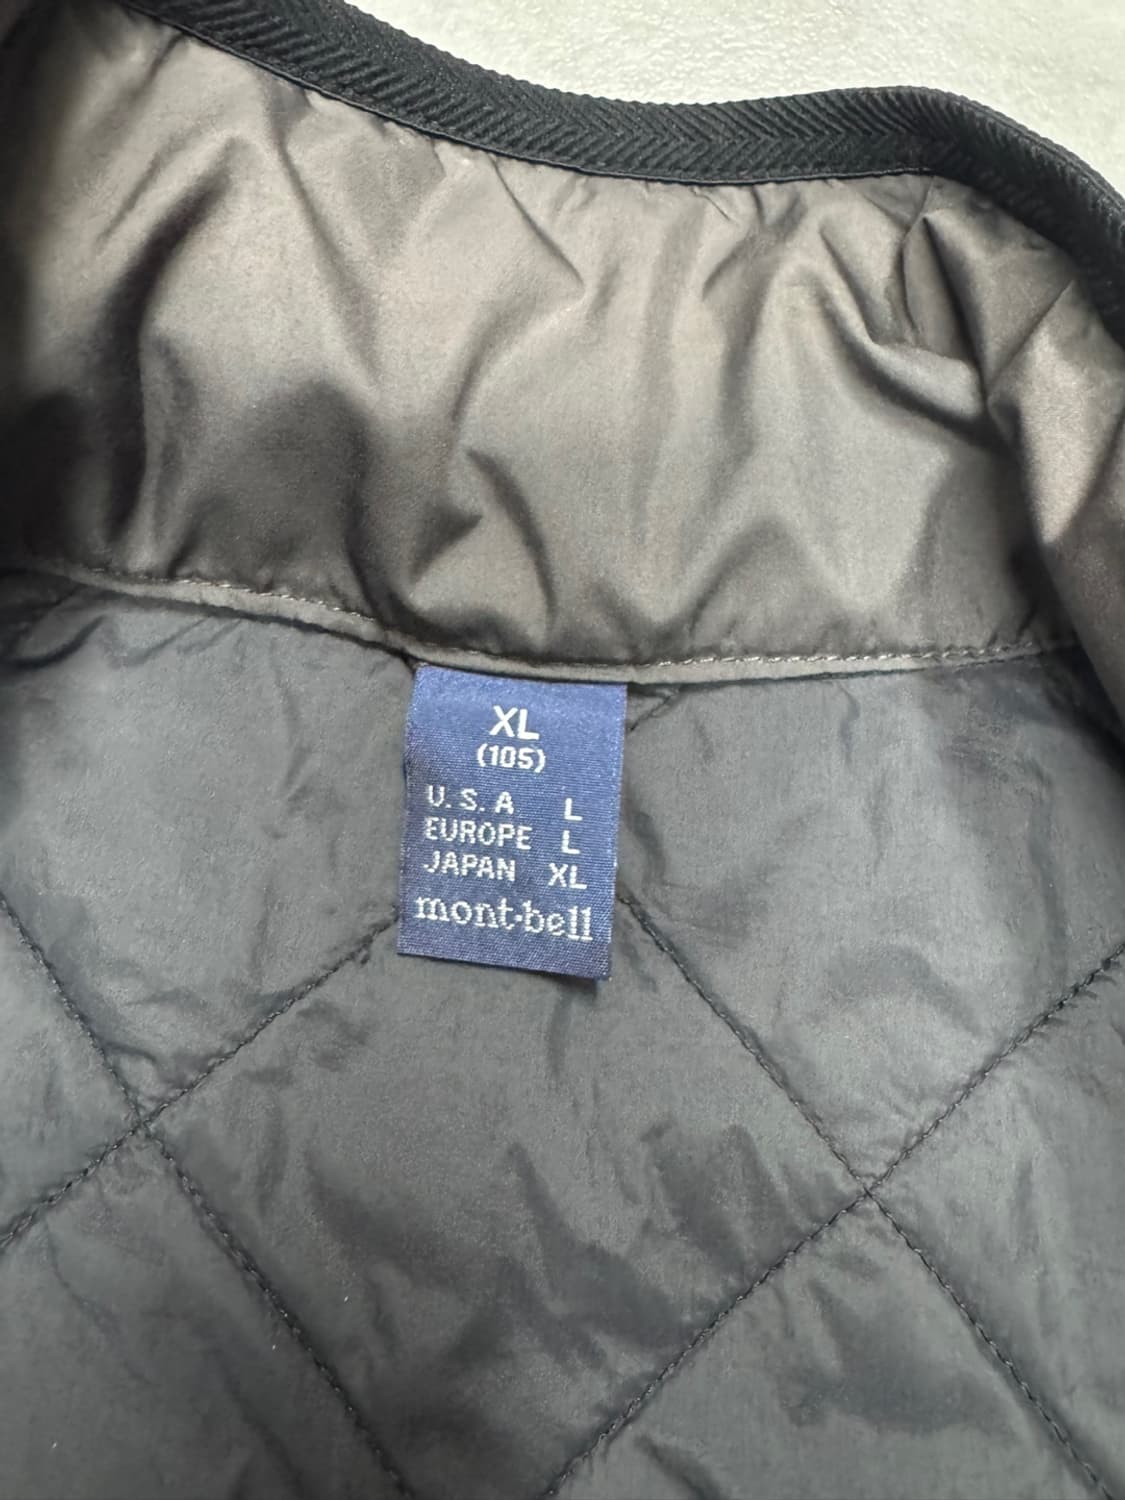 XL
(105)
U.S.A L
EUROPE L
JAPAN XL
mont-bell